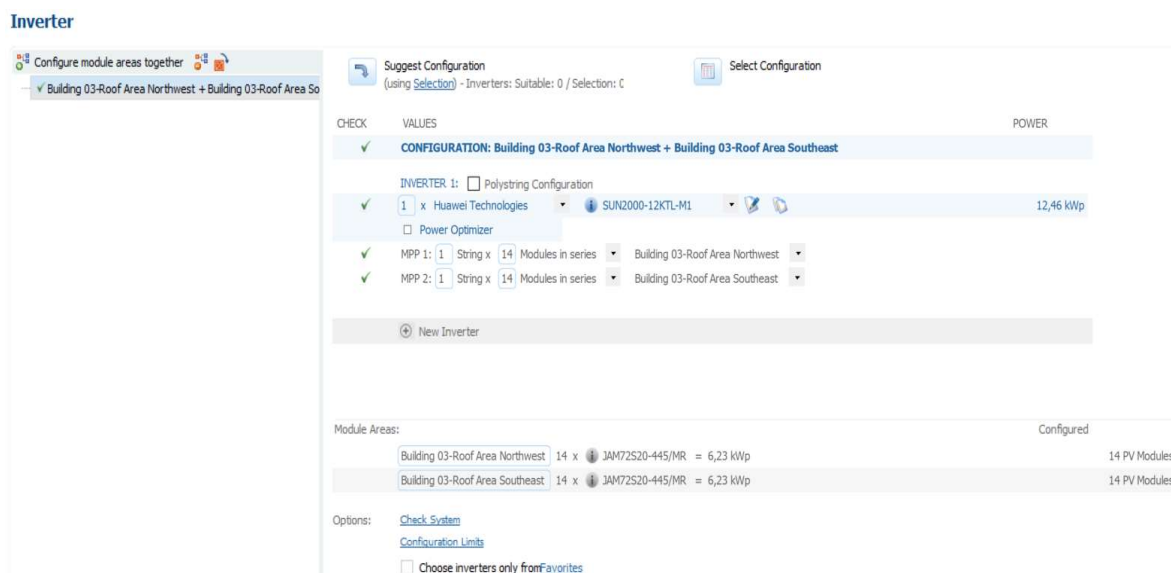 Inverter
Configure module areas together
Building 03-Roof Area Northwest + Building 03-Roof Area So
Suggest Configuration
(using Selection) - Inverters: Suitable: 0 / Selection: 0
Select Configuration
CHECK VALUES POWER
CONFIGURATION: Building 03-Roof Area Northwest + Building 03-Roof Area Southeast
INVERTER 1: Polystring Configuration
1 x Huawei Technologies SUN2000-12KTL-M1 12,46 kWp
Power Optimizer
MPP 1: 1 String x 14 Modules in series Building 03-Roof Area Northwest
MPP 2: 1 String x 14 Modules in series Building 03-Roof Area Southeast
New Inverter
Module Areas: Configured
Building 03-Roof Area Northwest 14 x JAM72S20-445/MR = 6,23 kWp 14 PV Modules
Building 03-Roof Area Southeast 14 x JAM72S20-445/MR = 6,23 kWp 14 PV Modules
Options: Check System
Configuration Limits
Choose inverters only from Favorites